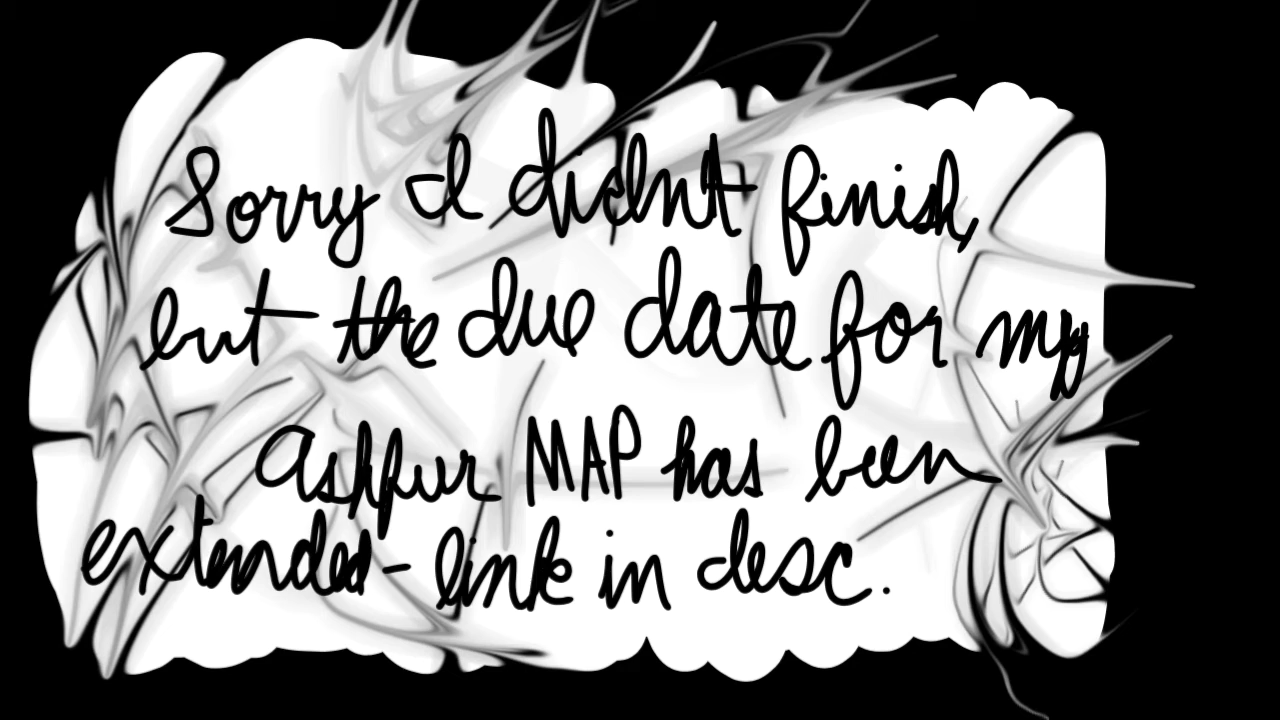 Sorry I didn't finish,
but the due date for my
Ashfur MAP has been
extended - link in desc.